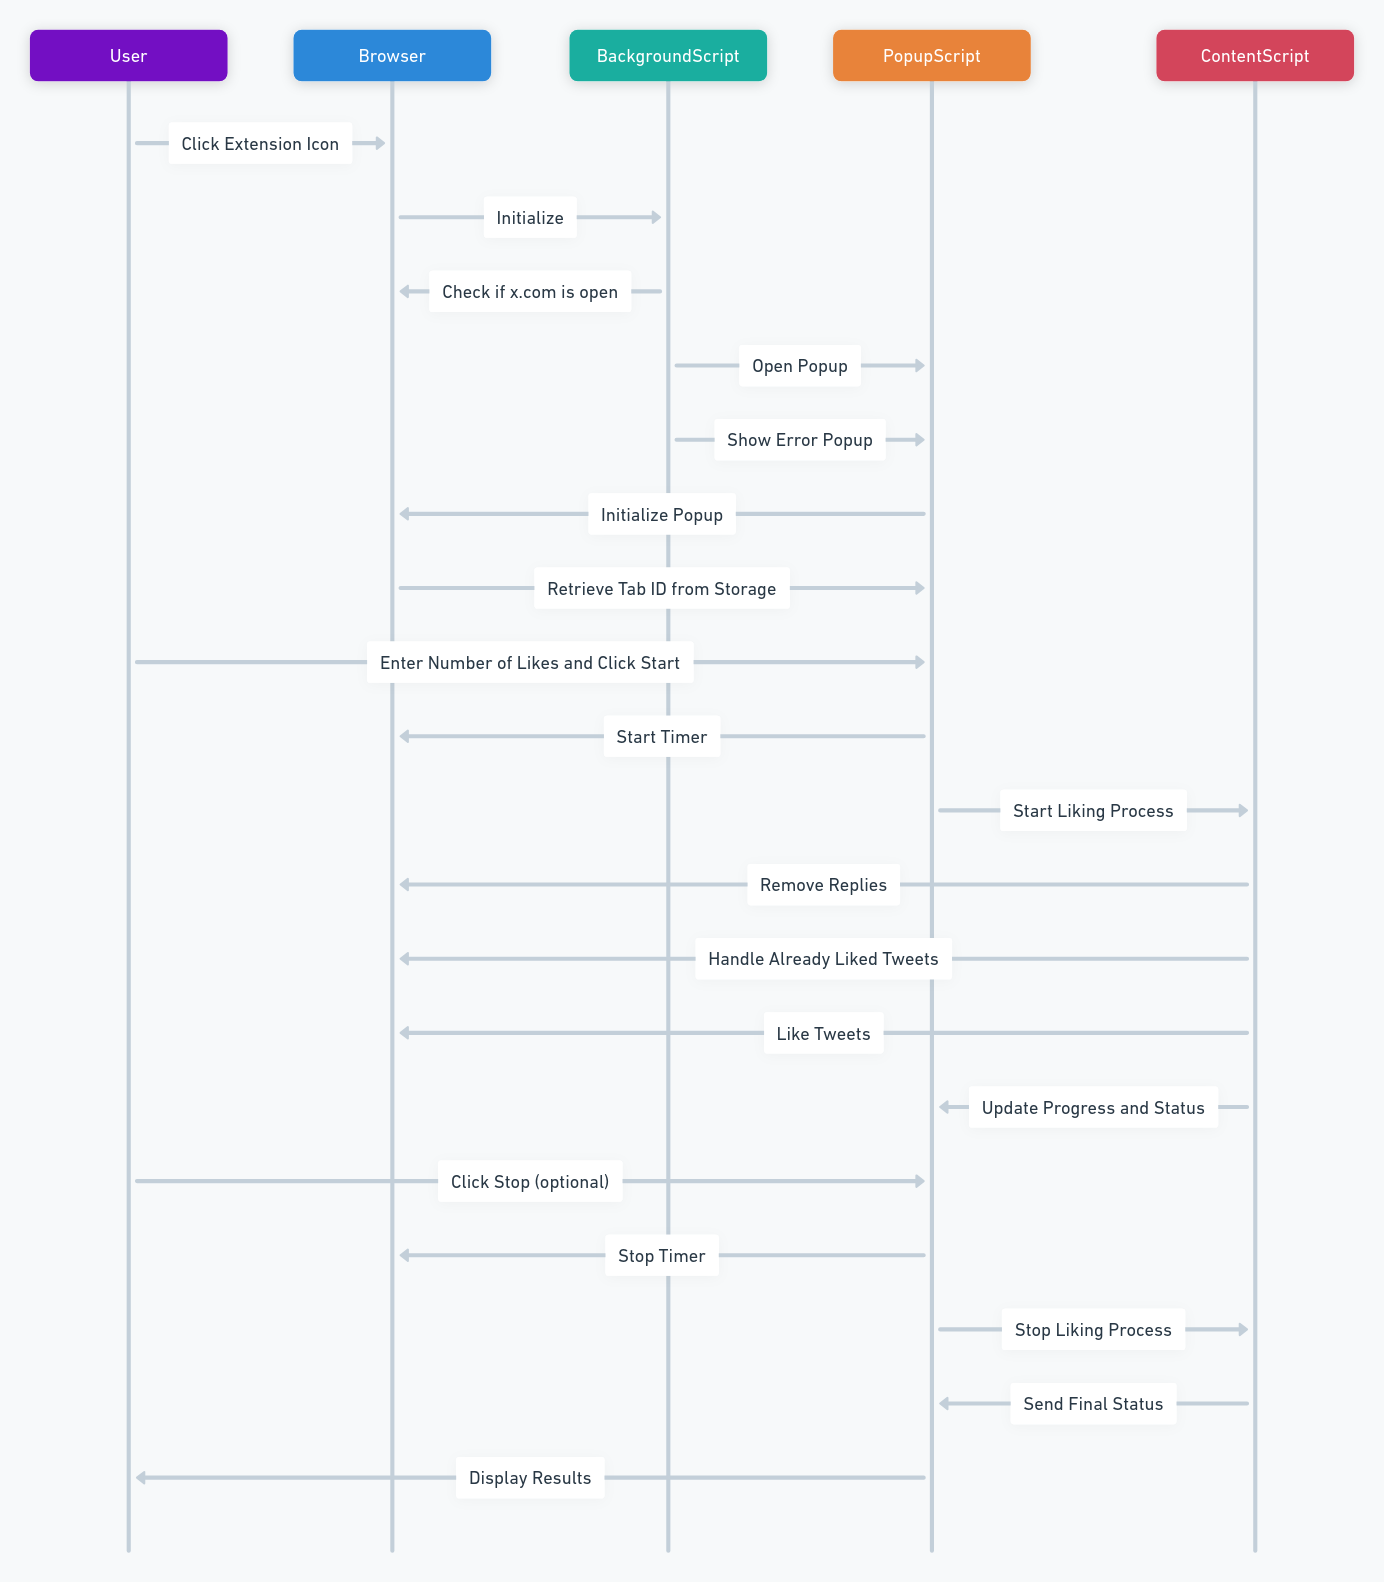 User
Browser
BackgroundScript
PopupScript
ContentScript
Click Extension Icon
Initialize
Check if x.com is open
Open Popup
Show Error Popup
Initialize Popup
Retrieve Tab ID from Storage
Enter Number of Likes and Click Start
Start Timer
Start Liking Process
Remove Replies
Handle Already Liked Tweets
Like Tweets
Update Progress and Status
Click Stop (optional)
Stop Timer
Stop Liking Process
Send Final Status
Display Results